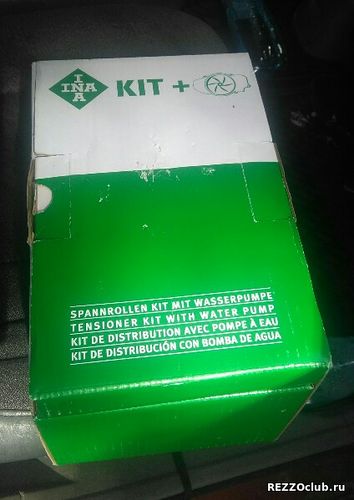 INA
INA
KIT +
SPANNROLLEN KIT MIT WASSERPUMPE
TENSIONER KIT WITH WATER PUMP
KIT DE DISTRIBUTION AVEC POMPE À EAU
KIT DE DISTRIBUCIÓN CON BOMBA DE AGUA
REZZOclub.ru